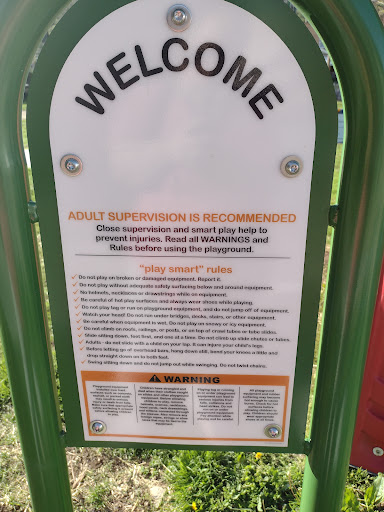 WELCOME
ADULT SUPERVISION IS RECOMMENDED
Close supervision and smart play help to
prevent injuries. Read all WARNINGS and
Rules before using the playground.
"play smart" rules
✓ Do not play on broken or damaged equipment. Report it.
✓ Do not play without adequate safety surfacing below and around equipment.
✓ No helmets, necklaces or drawstrings while on equipment.
✓ Be careful of hot play surfaces and always wear shoes while playing.
✓ Do not play tag or run on playground equipment, and do not jump off of equipment.
✓ Watch your head! Do not run under bridges, decks, stairs, or other equipment.
✓ Be careful when equipment is wet. Do not play on snowy or icy equipment.
✓ Do not climb on roofs, railings, or posts, or on top of crawl tubes or tube slides.
✓ Slide sitting down, feet first, and one at a time. Do not climb up slide chutes or tubes.
✓ Adults - do not slide with a child on your lap. It can injure your child's legs.
✓ Before letting go of overhead bars, hang down still, bend your knees a little and
drop straight down on to both feet.
✓ Swing sitting down and do not jump out while swinging. Do not twist chains.
WARNING